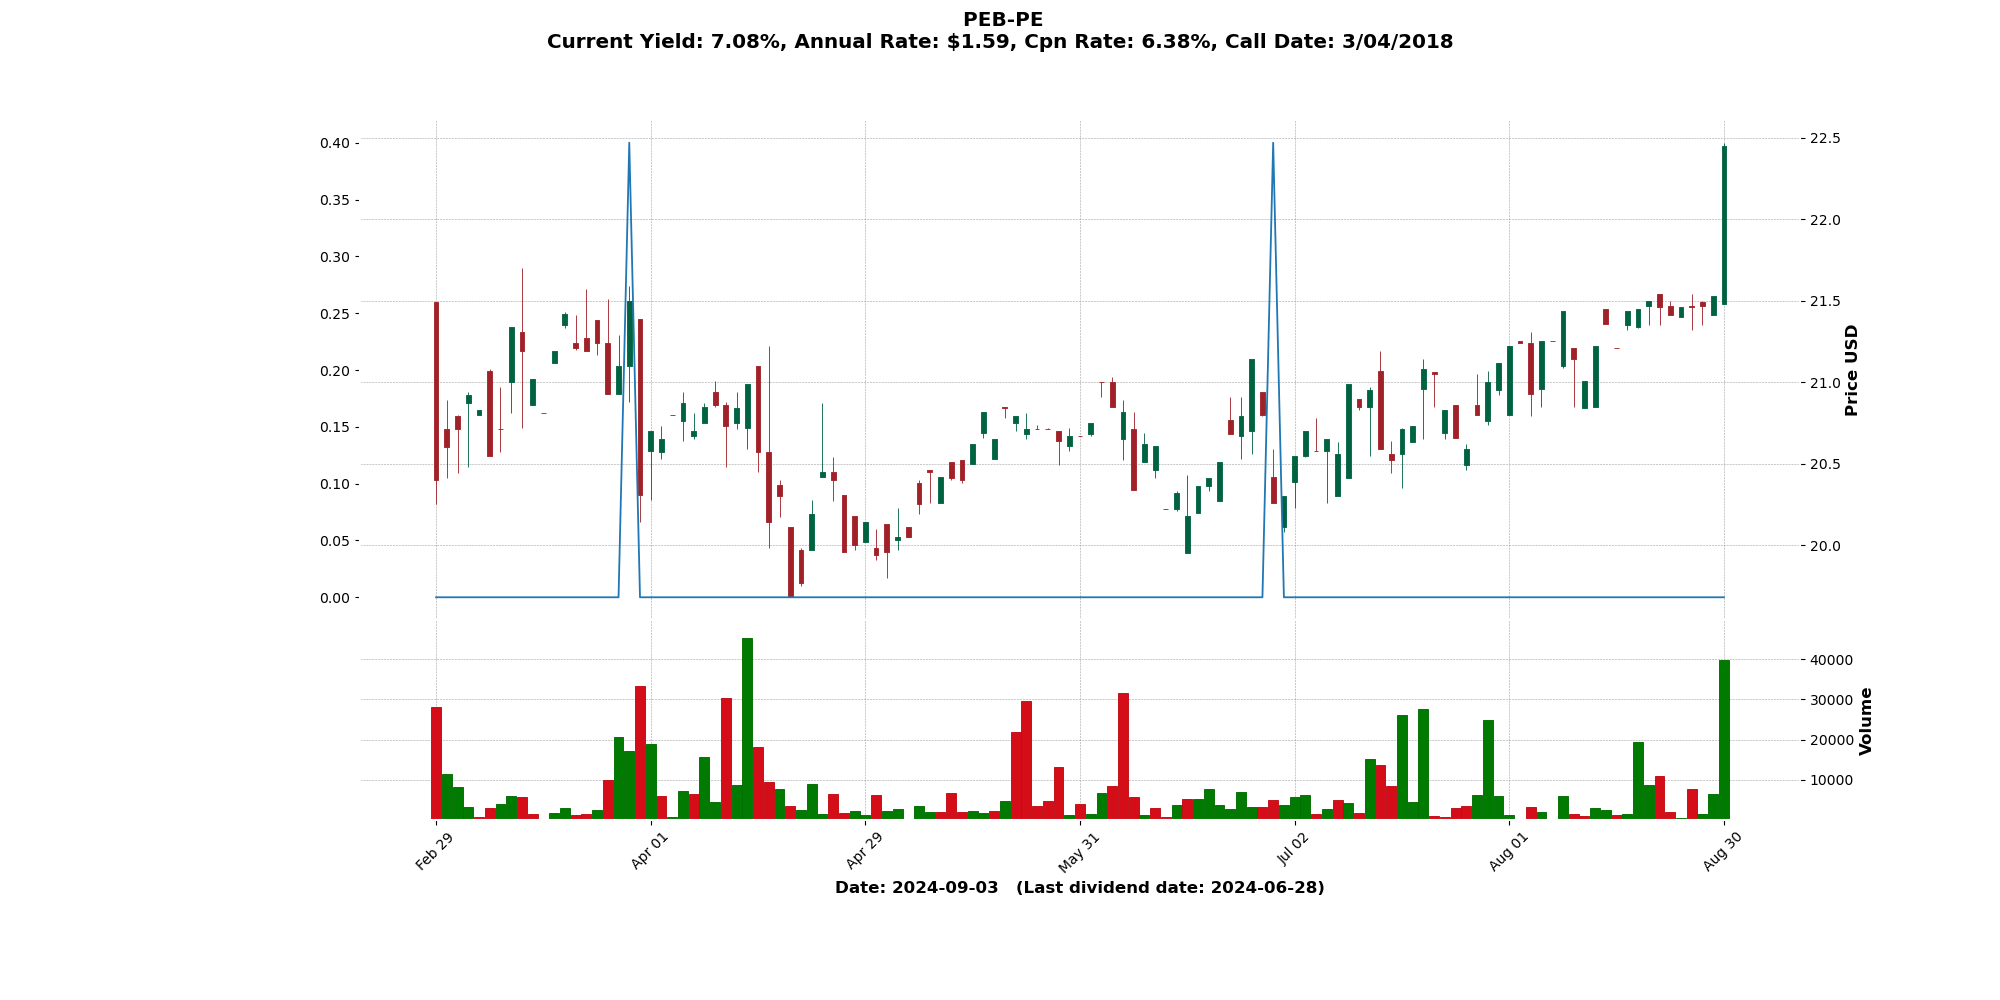 PEB-PE
Current Yield: 7.08%, Annual Rate: $1.59, Cpn Rate: 6.38%, Call Date: 3/04/2018
0.40
0.35
0.30
0.25
0.20
0.15
0.10
0.05
0.00
22.5
22.0
21.5
21.0
20.5
20.0
Price USD
40000
30000
20000
10000
Volume
Feb 29
Apr 01
Apr 29
May 31
Jul 02
Aug 01
Aug 30
Date: 2024-09-03 (Last dividend date: 2024-06-28)